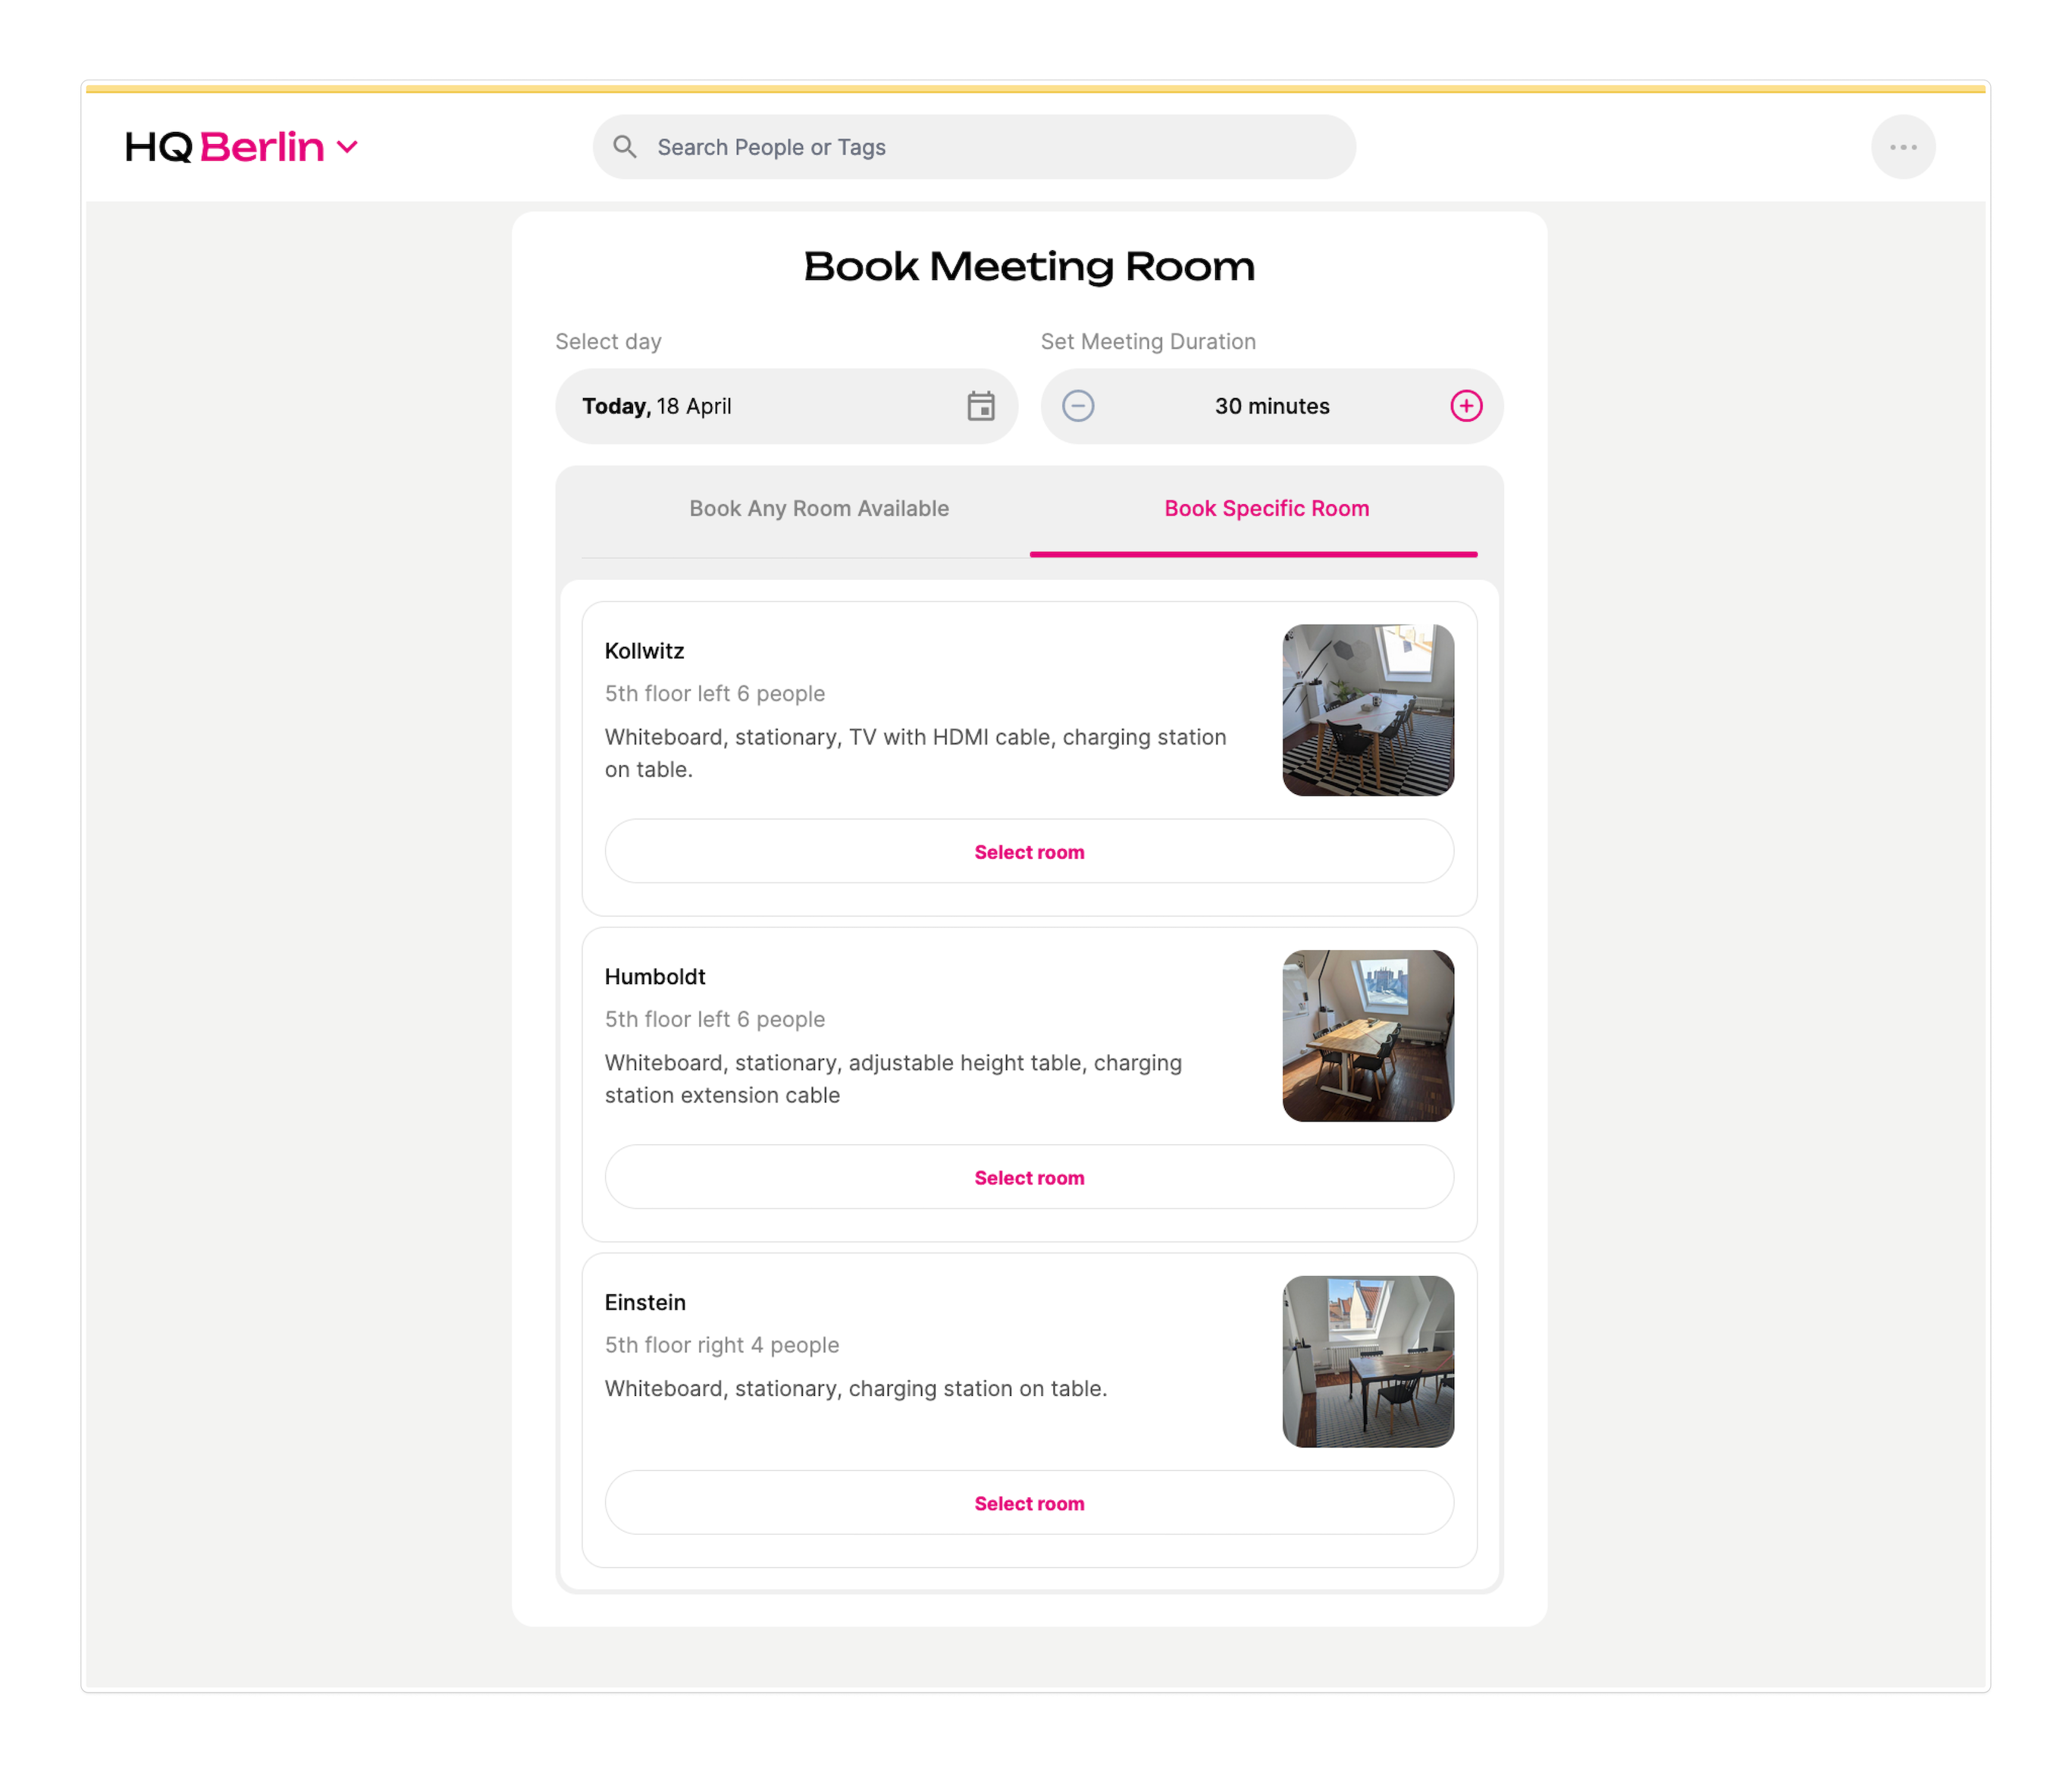 HQ Berlin
Search People or Tags
Book Meeting Room
Select day
Set Meeting Duration
Today, 18 April
30 minutes
Book Any Room Available
Book Specific Room
Kollwitz
5th floor left 6 people
Whiteboard, stationary, TV with HDMI cable, charging station
on table.
Select room
Humboldt
5th floor left 6 people
Whiteboard, stationary, adjustable height table, charging
station extension cable
Select room
Einstein
5th floor right 4 people
Whiteboard, stationary, charging station on table.
Select room